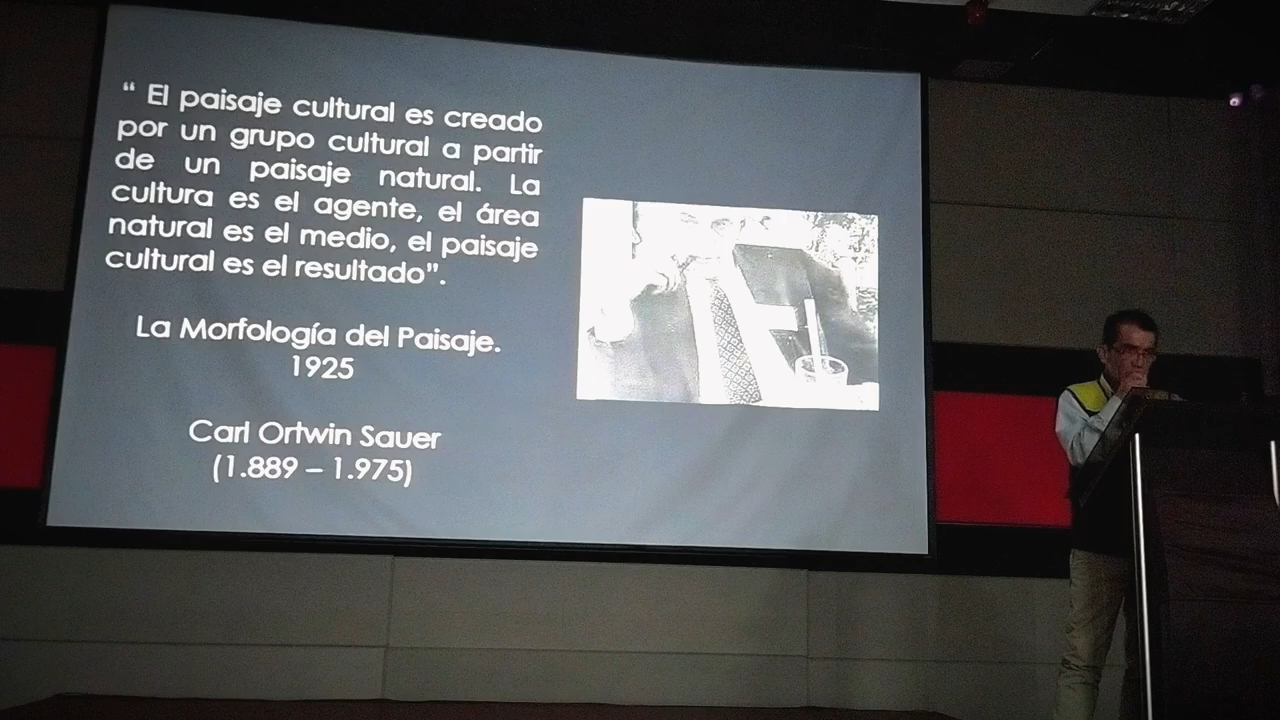 “ El paisaje cultural es creado
por un grupo cultural a partir
de un paisaje natural. La
cultura es el agente, el área
natural es el medio, el paisaje
cultural es el resultado”.
La Morfología del Paisaje.
1925
Carl Ortwin Sauer
(1.889 – 1.975)